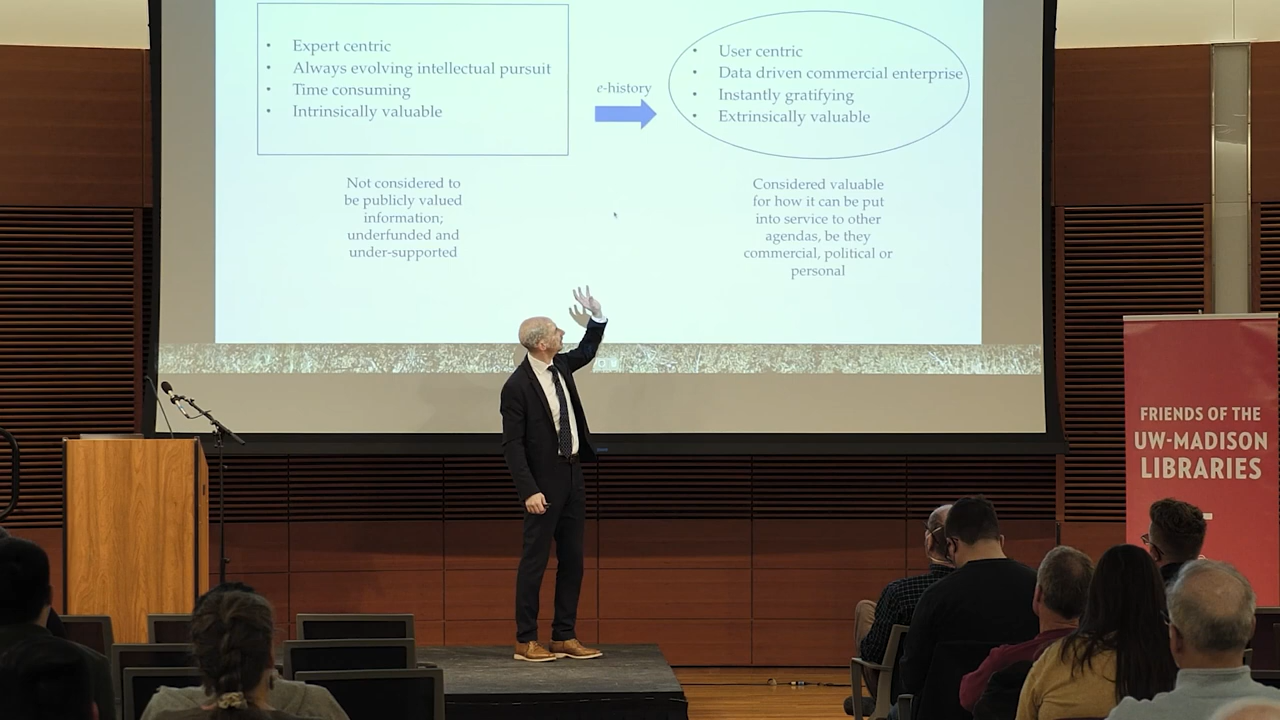 • Expert centric
• Always evolving intellectual pursuit
• Time consuming
• Intrinsically valuable
e-history
• User centric
• Data driven commercial enterprise
• Instantly gratifying
• Extrinsically valuable
Not considered to
be publicly valued
information;
underfunded and
under-supported
Considered valuable
for how it can be put
into service to other
agendas, be they
commercial, political or
personal
FRIENDS OF THE
UW-MADISON
LIBRARIES